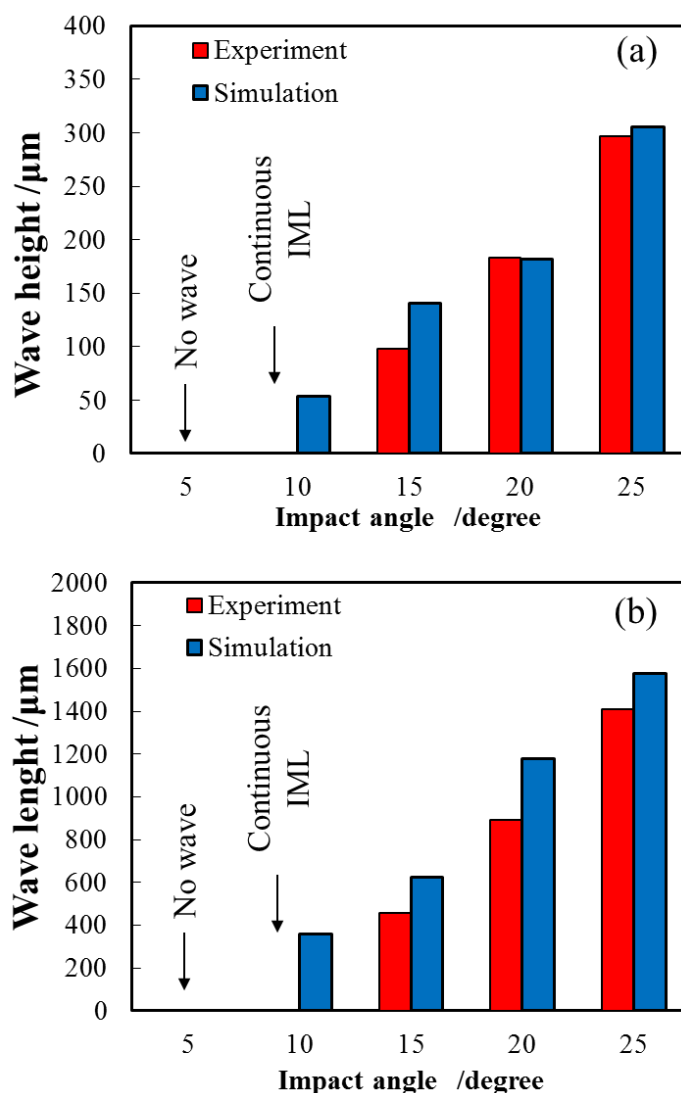 400
350
300
250
200
150
100
50
0
Wave height /µm
Experiment
Simulation
(a)
No wave
Continuous
IML
5 10 15 20 25
Impact angle /degree
2000
1800
1600
1400
1200
1000
800
600
400
200
0
Wave lenght /µm
Experiment
Simulation
(b)
No wave
Continuous
IML
5 10 15 20 25
Impact angle /degree